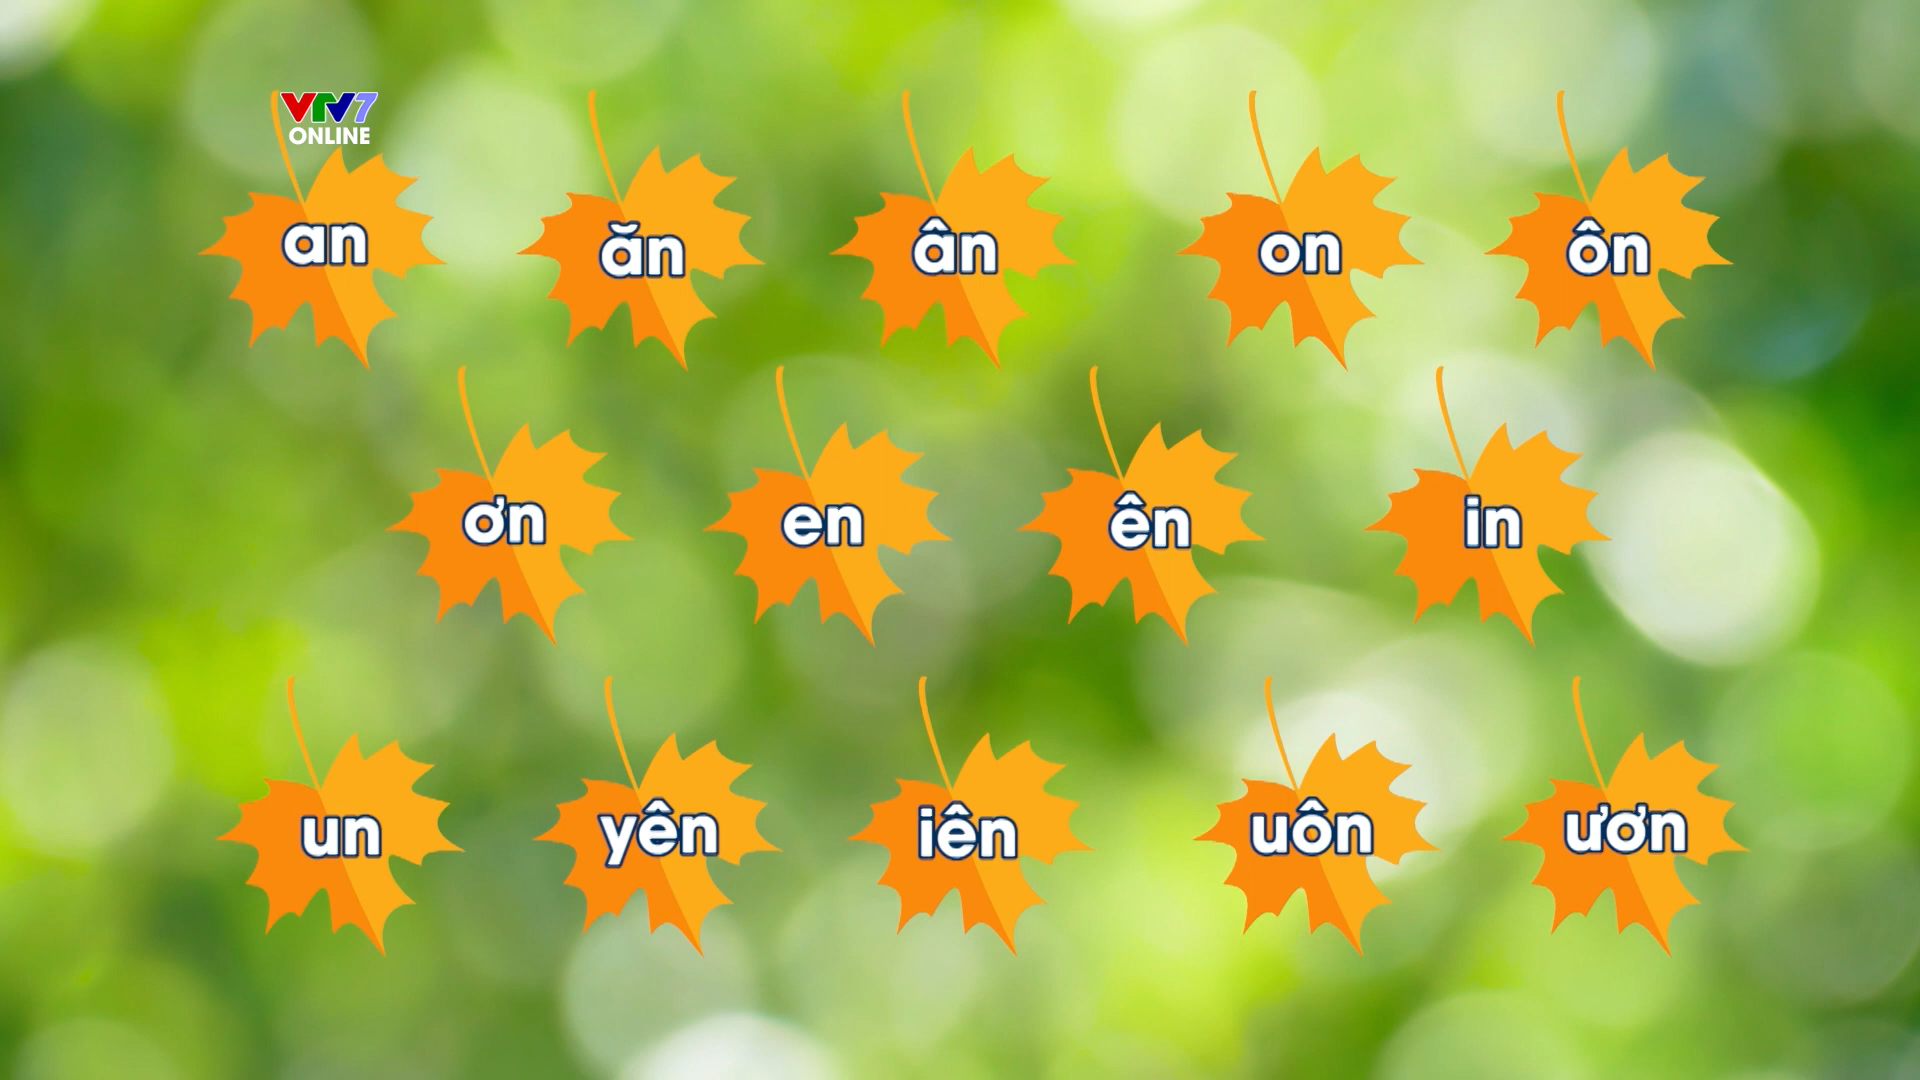 VTV7
ONLINE
an ăn ân on ôn
ơn en ên in
un yên iên uôn ươn